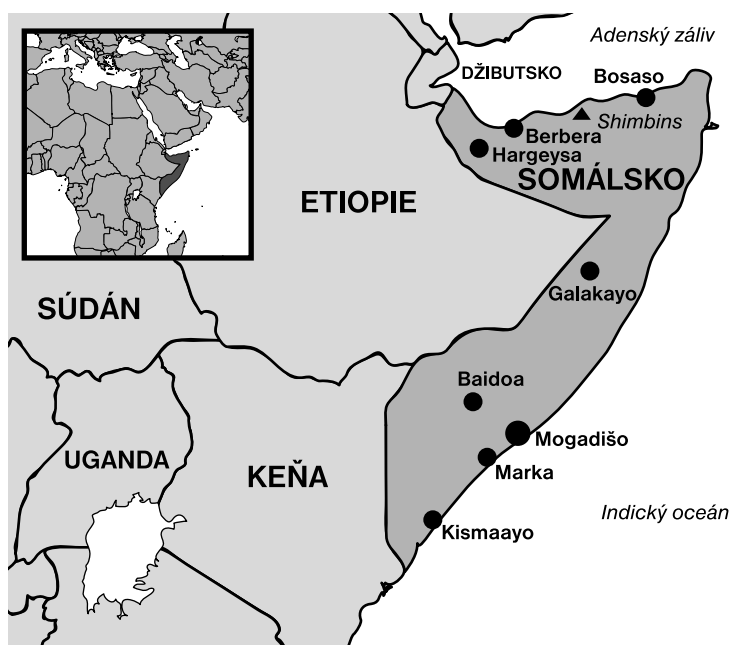 Adenský záliv
DŽIBUTSKO
Bosaso
Shimbins
Berbera
Hargeysa
SOMÁLSKO
ETIOPIE
Galakayo
SÚDÁN
Baidoa
Mogadišo
UGANDA
Marka
KEŇA
Indický oceán
Kismaayo